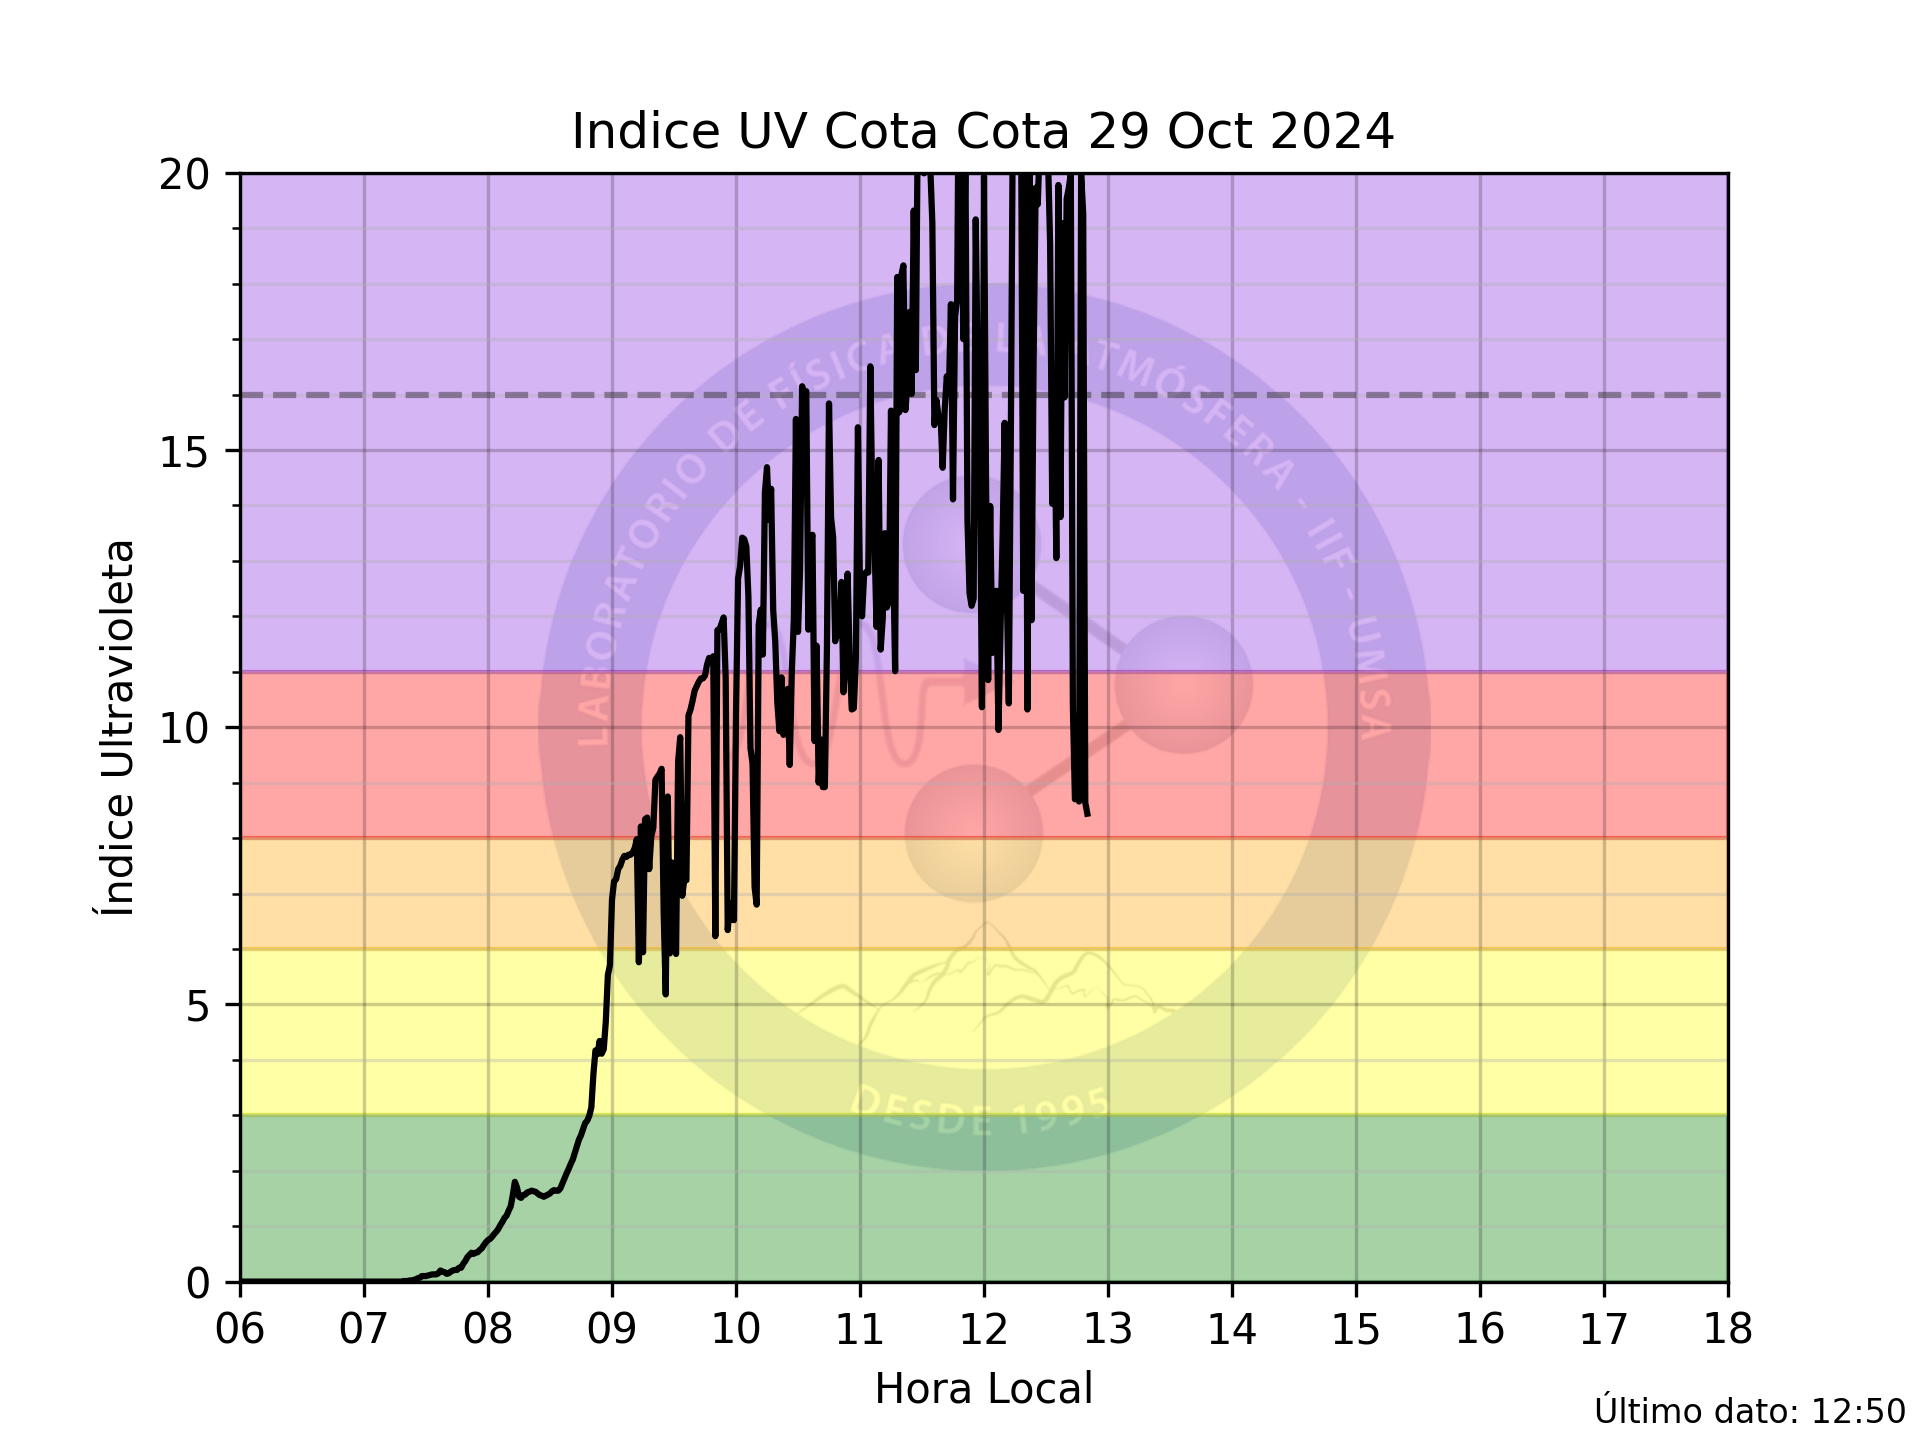 Indice UV Cota Cota 29 Oct 2024
20
15
10
5
0
Índice Ultravioleta
LABORATORIO DE FÍSICA DE LA ATMÓSFERA - IIF - UMSA
DESDE 1995
06 07 08 09 10 11 12 13 14 15 16 17 18
Hora Local
Último dato: 12:50